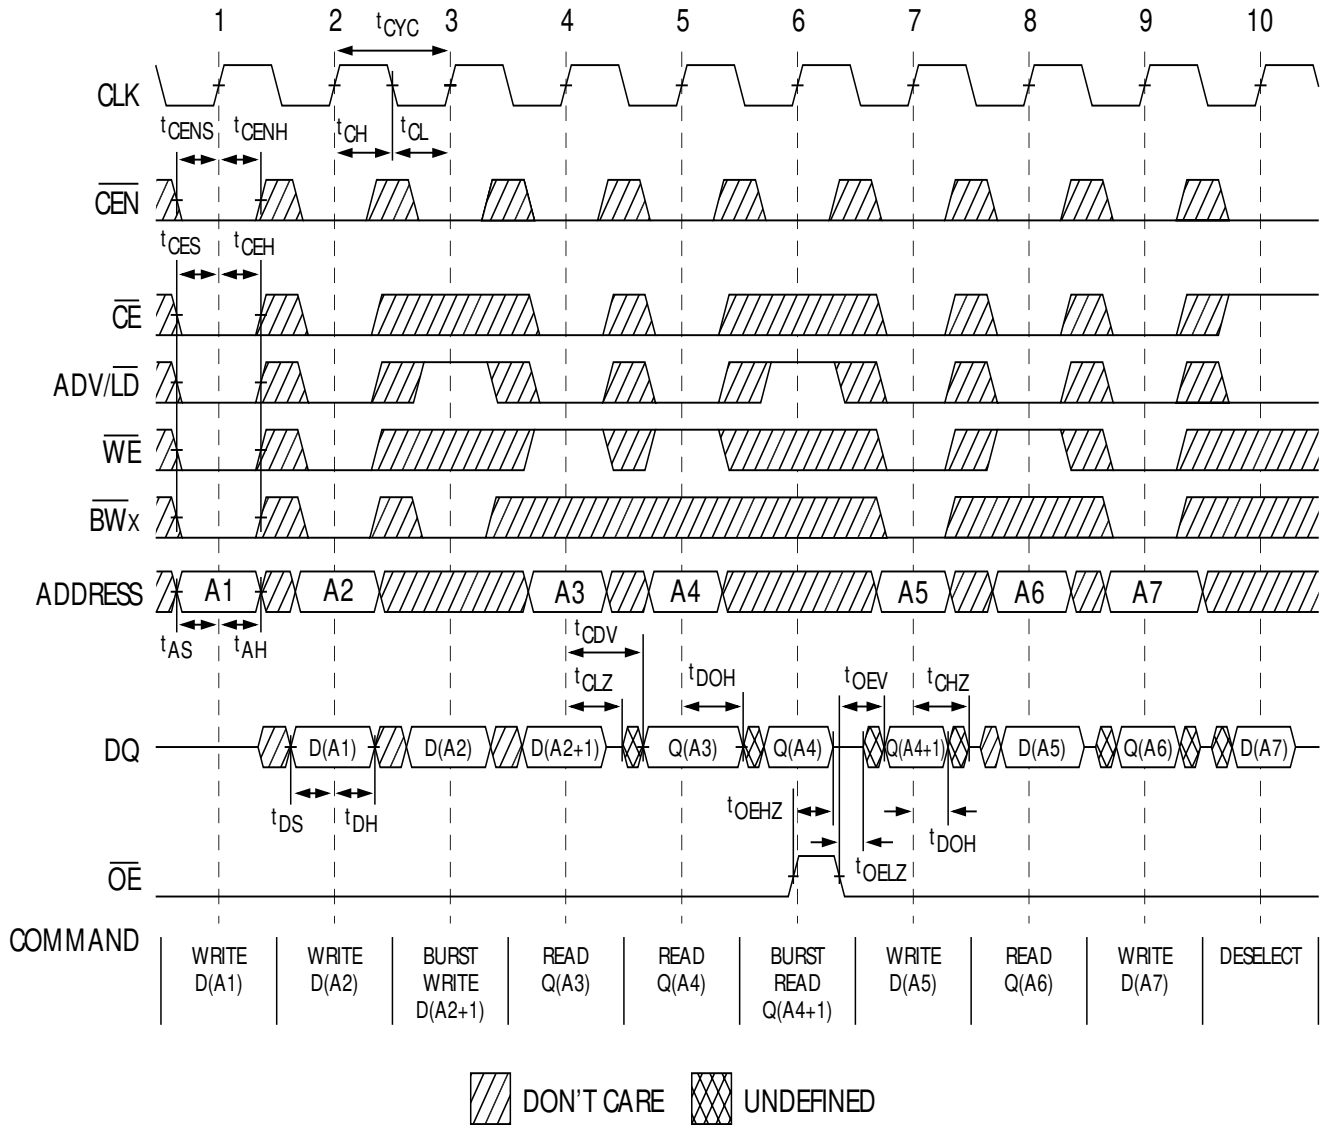 1 2 3 4 5 6 7 8 9 10
tCYC
CLK
tCENS tCENH tCH tCL
CEN
tCES tCEH
CE
ADV/LD
WE
BWX
ADDRESS A1 A2 A3 A4 A5 A6 A7
tAS tAH tCDV
tCLZ tDOH tOEV tCHZ
DQ D(A1) D(A2) D(A2+1) Q(A3) Q(A4) Q(A4+1) D(A5) Q(A6) D(A7)
tDS tDH tOEHZ tDOH
tOELZ
OE
COMMAND
WRITE WRITE BURST READ READ BURST WRITE READ WRITE DESELECT
D(A1) D(A2) WRITE Q(A3) Q(A4) READ D(A5) Q(A6) D(A7)
D(A2+1) Q(A4+1)
DON'T CARE UNDEFINED